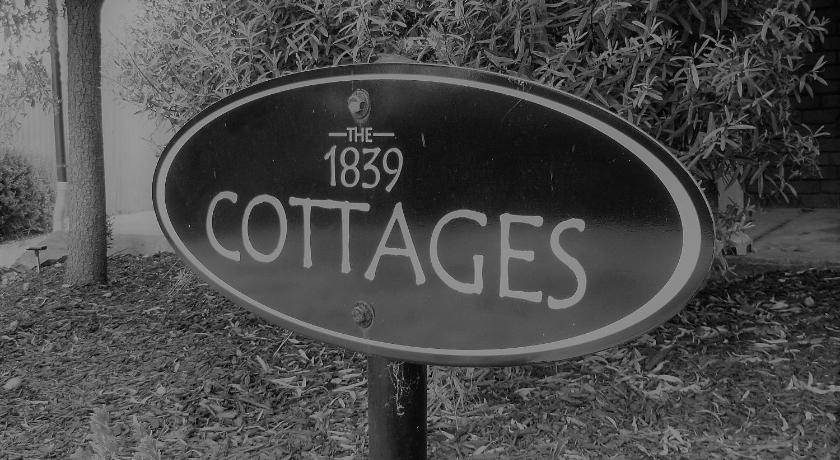 THE
1839
COTTAGES